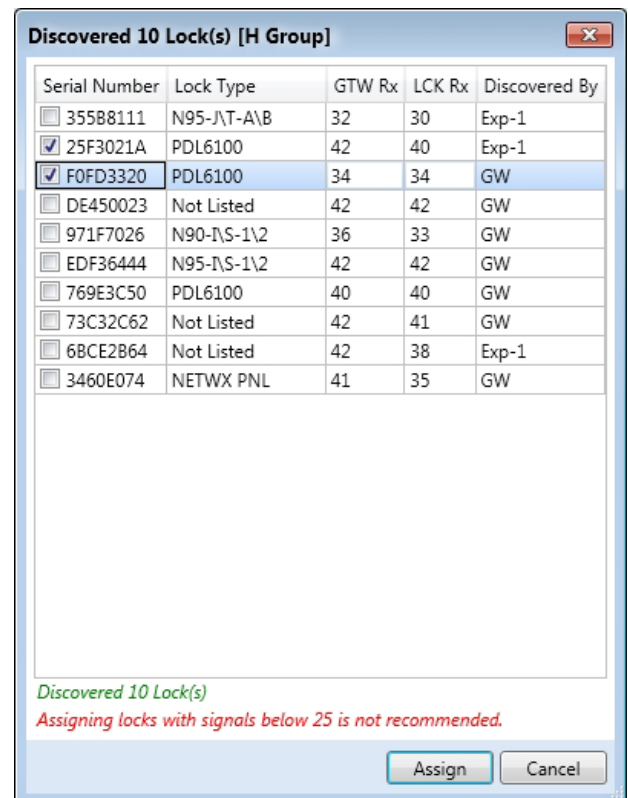 Discovered 10 Lock(s) [H Group]
Serial Number Lock Type GTW Rx LCK Rx Discovered By
355B8111 N95-J\T-A\B 32 30 Exp-1
25F3021A PDL6100 42 40 Exp-1
F0FD3320 PDL6100 34 34 GW
DE450023 Not Listed 42 42 GW
971F7026 N90-I\S-1\2 36 33 GW
EDF36444 N95-I\S-1\2 42 42 GW
769E3C50 PDL6100 40 40 GW
73C32C62 Not Listed 42 41 GW
6BCE2B64 Not Listed 42 38 Exp-1
3460E074 NETWX PNL 41 35 GW
Discovered 10 Lock(s)
Assigning locks with signals below 25 is not recommended.
Assign Cancel